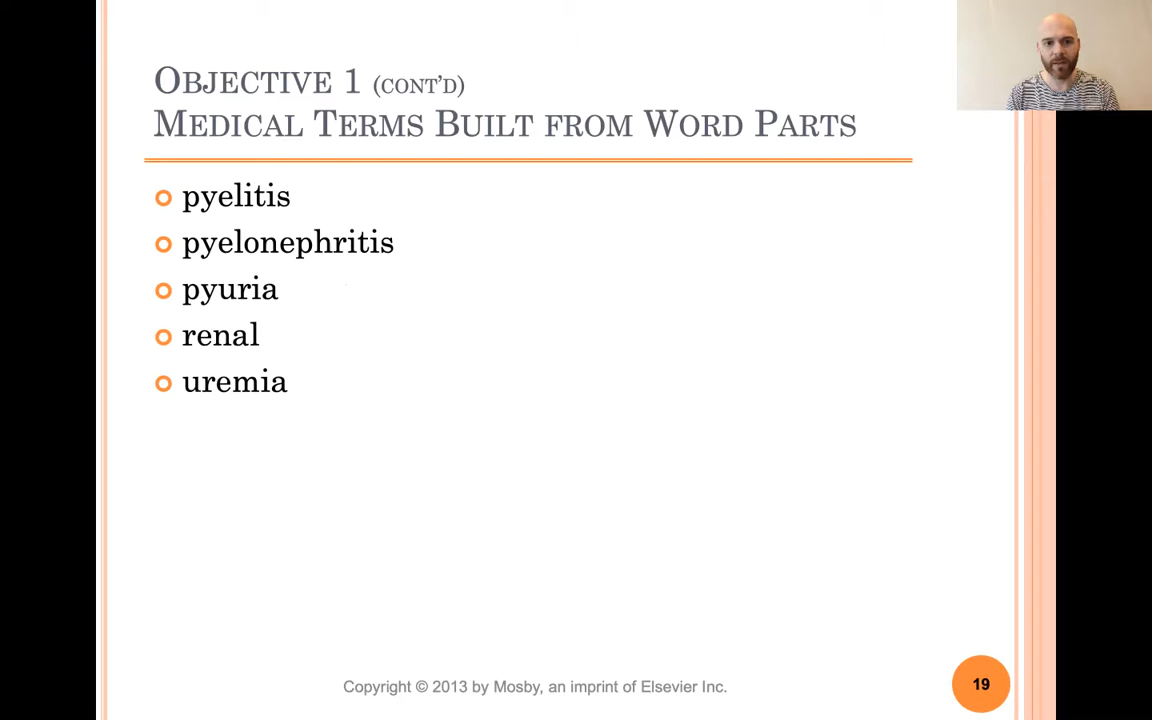 OBJECTIVE 1 (CONT'D)
MEDICAL TERMS BUILT FROM WORD PARTS
pyelitis
pyelonephritis
pyuria
renal
uremia
Copyright © 2013 by Mosby, an imprint of Elsevier Inc.
19